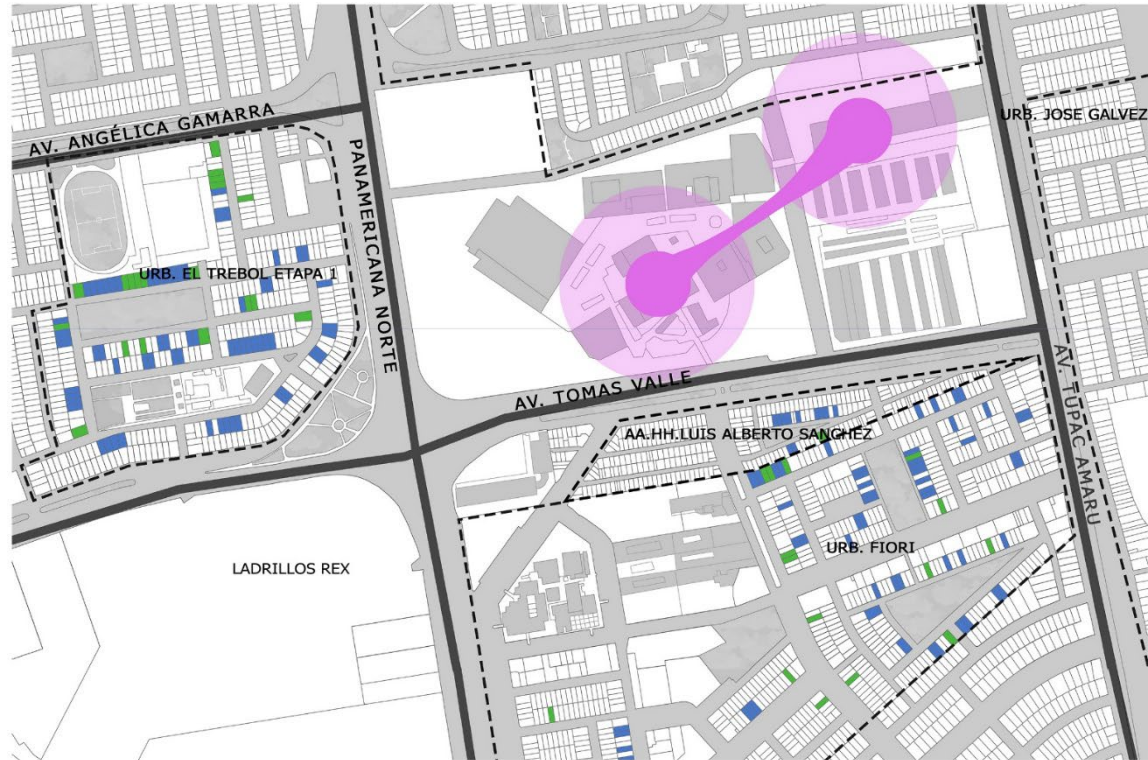 AV. ANGÉLICA GAMARRA
PANAMERICANA NORTE
URB. JOSE GALVEZ
URB. EL TREBOL ETAPA 1
AV. TOMAS VALLE
AV. TUPAC AMARU
AA.HH.LUIS ALBERTO SANCHEZ
URB. FIORI
LADRILLOS REX